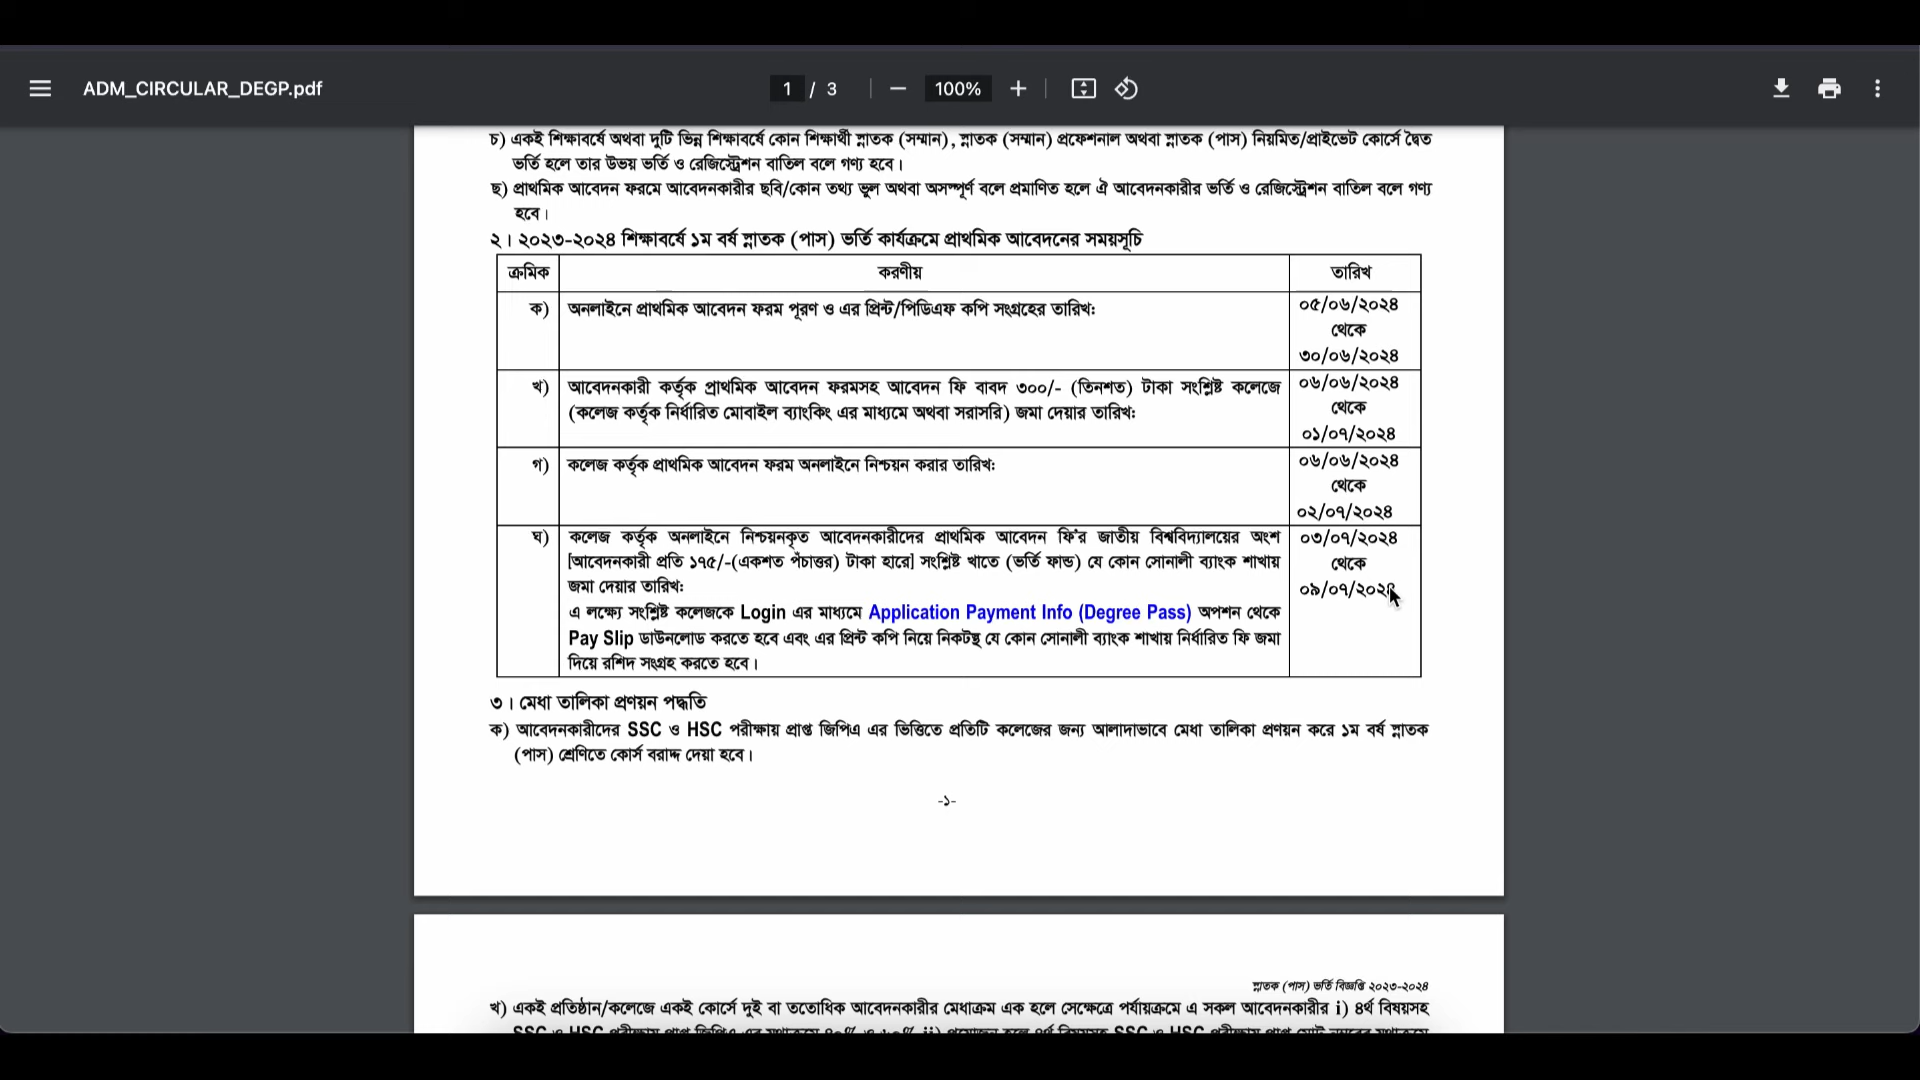 ADM_CIRCULAR_DEGP.pdf
1 / 3
100%
চ) একই শিক্ষাবর্ষে অথবা দুটি ভিন্ন শিক্ষাবর্ষে কোন শিক্ষার্থী স্নাতক (সম্মান), স্নাতক (সম্মান) প্রফেশনাল অথবা স্নাতক (পাস) নিয়মিত/প্রাইভেট কোর্সে দ্বৈত
ভর্তি হলে তার উভয় ভর্তি ও রেজিস্ট্রেশন বাতিল বলে গণ্য হবে।
ছ) প্রাথমিক আবেদন ফরমে আবেদনকারীর ছবি/কোন তথ্য ভুল অথবা অসম্পূর্ণ বলে প্রমাণিত হলে ঐ আবেদনকারীর ভর্তি ও রেজিস্ট্রেশন বাতিল বলে গণ্য
হবে।
২। ২০২৩-২০২৪ শিক্ষাবর্ষে ১ম বর্ষ স্নাতক (পাস) ভর্তি কার্যক্রমে প্রাথমিক আবেদনের সময়সূচি
ক্রমিক করণীয় তারিখ
ক) অনলাইনে প্রাথমিক আবেদন ফরম পূরণ ও এর প্রিন্ট/পিডিএফ কপি সংগ্রহের তারিখ:
০৫/০৬/২০২৪
থেকে
৩০/০৬/২০২৪
খ) আবেদনকারী কর্তৃক প্রাথমিক আবেদন ফরমসহ আবেদন ফি বাবদ ৩০০/- (তিনশত) টাকা সংশ্লিষ্ট কলেজে
(কলেজ কর্তৃক নির্ধারিত মোবাইল ব্যাংকিং এর মাধ্যমে অথবা সরাসরি) জমা দেয়ার তারিখ:
০৬/০৬/২০২৪
থেকে
০১/০৭/২০২৪
গ) কলেজ কর্তৃক প্রাথমিক আবেদন ফরম অনলাইনে নিশ্চয়ন করার তারিখ:
০৬/০৬/২০২৪
থেকে
০২/০৭/২০২৪
ঘ) কলেজ কর্তৃক অনলাইনে নিশ্চয়নকৃত আবেদনকারীদের প্রাথমিক আবেদন ফি'র জাতীয় বিশ্ববিদ্যালয়ের অংশ
[আবেদনকারী প্রতি ১৭৫/-(একশত পঁচাত্তর) টাকা হারে] সংশ্লিষ্ট খাতে (ভর্তি ফান্ড) যে কোন সোনালী ব্যাংক শাখায়
জমা দেয়ার তারিখ:
এ লক্ষ্যে সংশ্লিষ্ট কলেজকে Login এর মাধ্যমে Application Payment Info (Degree Pass) অপশন থেকে
Pay Slip ডাউনলোড করতে হবে এবং এর প্রিন্ট কপি নিয়ে নিকটস্থ যে কোন সোনালী ব্যাংক শাখায় নির্ধারিত ফি জমা
দিয়ে রশিদ সংগ্রহ করতে হবে।
০৩/০৭/২০২৪
থেকে
০৯/০৭/২০২৪
৩। মেধা তালিকা প্রণয়ন পদ্ধতি
ক) আবেদনকারীদের SSC ও HSC পরীক্ষায় প্রাপ্ত জিপিএ এর ভিত্তিতে প্রতিটি কলেজের জন্য আলাদাভাবে মেধা তালিকা প্রণয়ন করে ১ম বর্ষ স্নাতক
(পাস) শ্রেণিতে কোর্স বরাদ্দ দেয়া হবে।
-১-
স্নাতক (পাস) ভর্তি বিজ্ঞপ্তি ২০২৩-২০২৪
খ) একই প্রতিষ্ঠান/কলেজে একই কোর্সে দুই বা ততোধিক আবেদনকারীর মেধাক্রম এক হলে সেক্ষেত্রে পর্যায়ক্রমে এ সকল আবেদনকারীর i) ৪র্থ বিষয়সহ